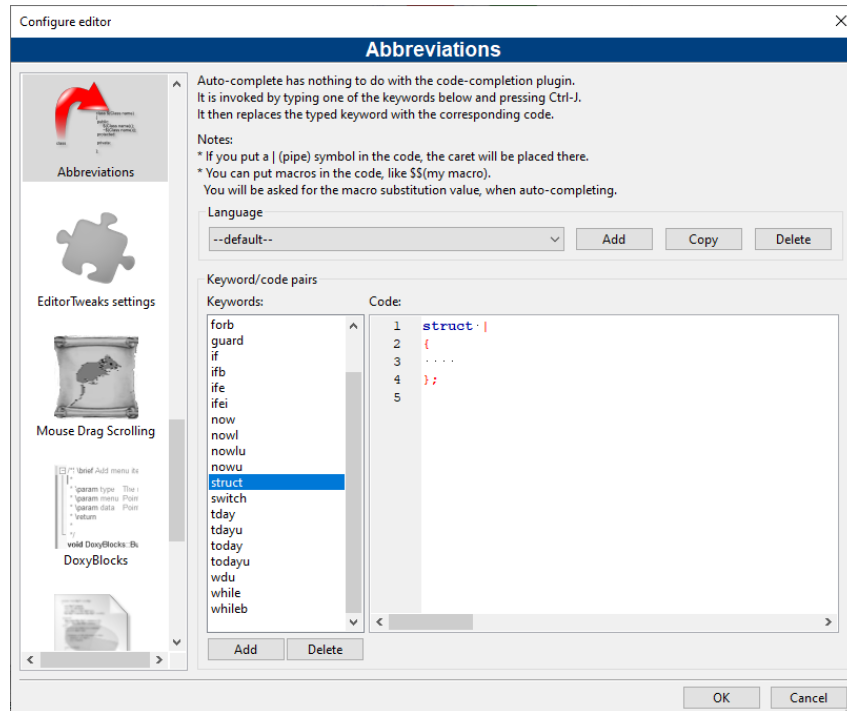 Configure editor
Abbreviations
Abbreviations
EditorTweaks settings
Mouse Drag Scrolling
void DoxyBlocks::Bu
DoxyBlocks
Auto-complete has nothing to do with the code-completion plugin.
It is invoked by typing one of the keywords below and pressing Ctrl-J.
It then replaces the typed keyword with the corresponding code.
Notes:
* If you put a | (pipe) symbol in the code, the caret will be placed there.
* You can put macros in the code, like $$(my macro).
You will be asked for the macro substitution value, when auto-completing.
Language
--default--
Add
Copy
Delete
Keyword/code pairs
Keywords:
forb
guard
if
ifb
ife
ifei
now
nowl
nowlu
nowu
struct
switch
tday
tdayu
today
todayu
wdu
while
whileb
Add
Delete
Code:
1 struct·|
2 {
3 ····
4 };
5
OK
Cancel